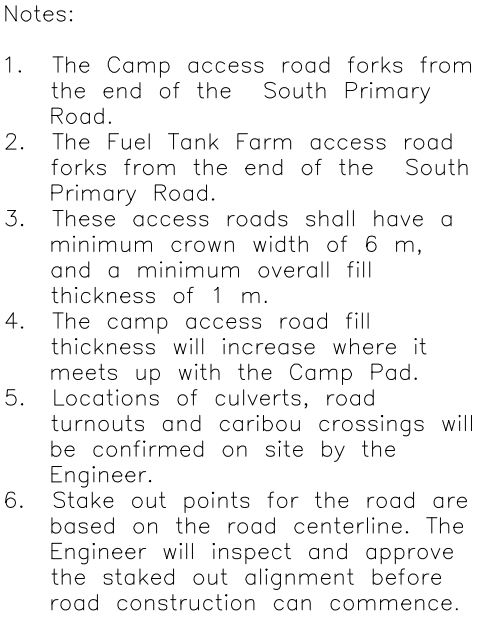 Notes:
1. The Camp access road forks from
the end of the South Primary
Road.
2. The Fuel Tank Farm access road
forks from the end of the South
Primary Road.
3. These access roads shall have a
minimum crown width of 6 m,
and a minimum overall fill
thickness of 1 m.
4. The camp access road fill
thickness will increase where it
meets up with the Camp Pad.
5. Locations of culverts, road
turnouts and caribou crossings will
be confirmed on site by the
Engineer.
6. Stake out points for the road are
based on the road centerline. The
Engineer will inspect and approve
the staked out alignment before
road construction can commence.